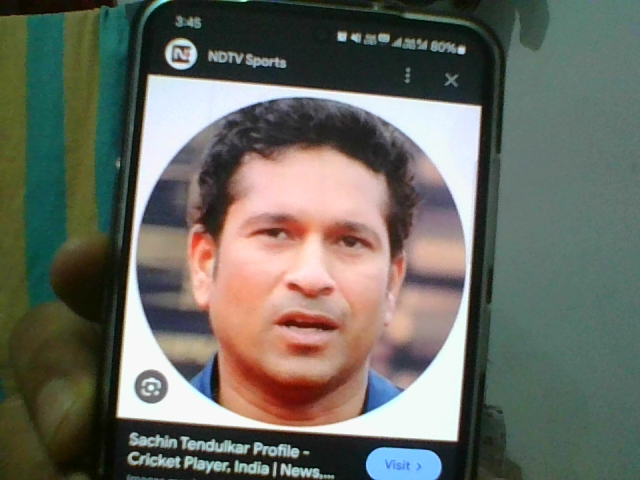 3:45
80%
NDTV Sports
Sachin Tendulkar Profile -
Cricket Player, India | News,...
Visit >